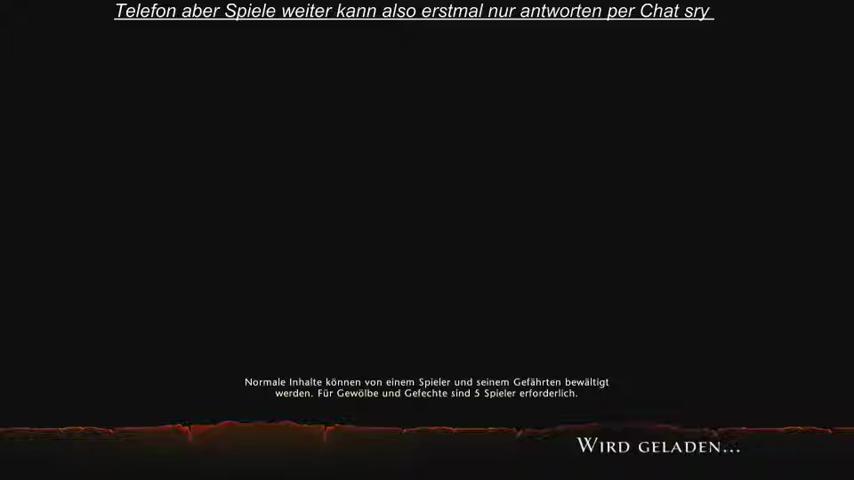 Telefon aber Spiele weiter kann also erstmal nur antworten per Chat sry
Normale Inhalte können von einem Spieler und seinem Gefährten bewältigt
werden. Für Gewölbe und Gefechte sind 5 Spieler erforderlich.
Wird geladen...